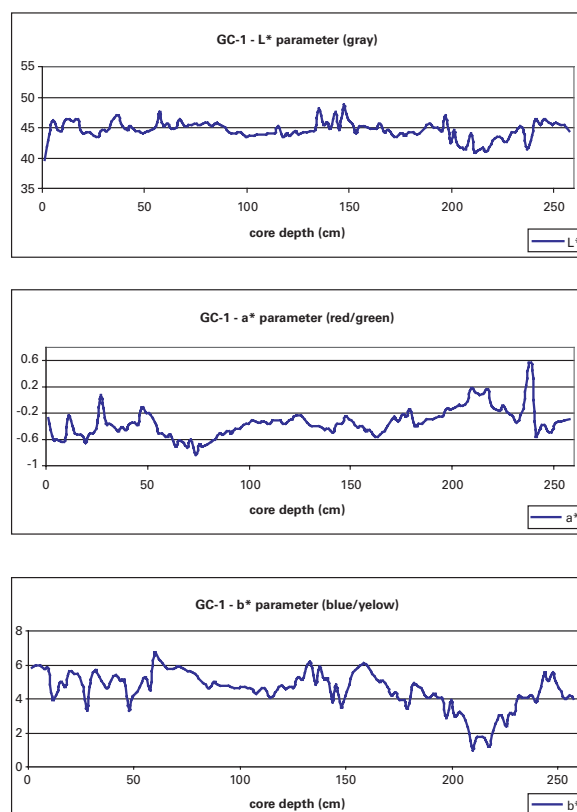 GC-1 - L* parameter (gray)
55
50
45
40
35
0 50 100 150 200 250
core depth (cm)
L*
GC-1 - a* parameter (red/green)
0.6
0.2
-0.2
-0.6
-1
0 50 100 150 200 250
core depth (cm)
a*
GC-1 - b* parameter (blue/yelow)
8
6
4
2
0
0 50 100 150 200 250
core depth (cm)
b*